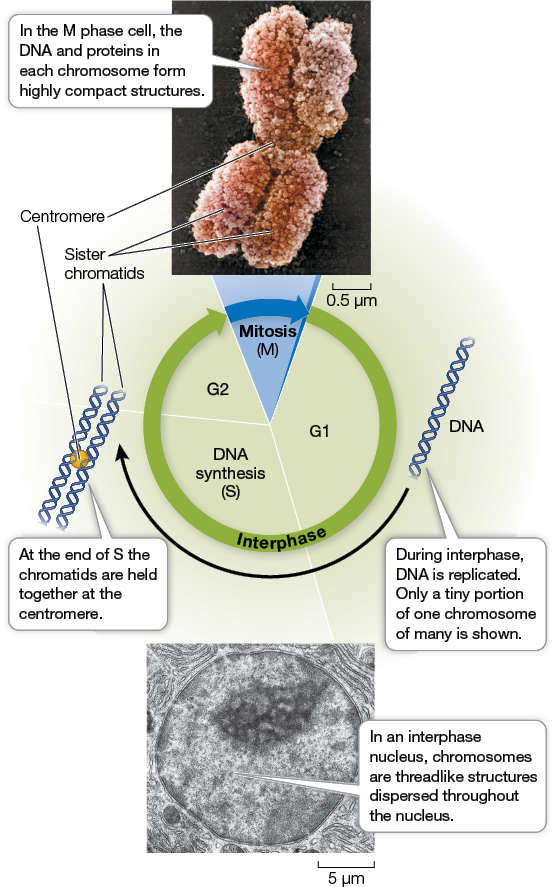 In the M phase cell, the
DNA and proteins in
each chromosome form
highly compact structures.
Centromere
Sister
chromatids
0.5 µm
Mitosis
(M)
G2
G1
DNA
synthesis
(S)
DNA
Interphase
At the end of S the
chromatids are held
together at the
centromere.
During interphase,
DNA is replicated.
Only a tiny portion
of one chromosome
of many is shown.
In an interphase
nucleus, chromosomes
are threadlike structures
dispersed throughout
the nucleus.
5 µm